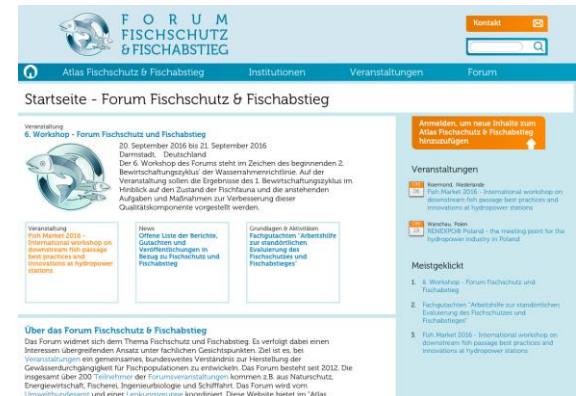 FORUM
FISCHSCHUTZ
& FISCHABSTIEG
Kontakt
Atlas Fischschutz & Fischabstieg
Institutionen
Veranstaltungen
Forum
Startseite - Forum Fischschutz & Fischabstieg
Veranstaltung
6. Workshop - Forum Fischschutz und Fischabstieg
20. September 2016 bis 21. September 2016
Darmstadt, Deutschland
Der 6. Workshop des Forums steht im Zeichen des beginnenden 2.
Bewirtschaftungszyklus' der Wasserrahmenrichtlinie. Auf der
Veranstaltung sollen die Ergebnisse des 1. Bewirtschaftungszyklus im
Hinblick auf den Zustand der Fischfauna und die anstehenden
Aufgaben und Maßnahmen zur Verbesserung dieser
Qualitätskomponente vorgestellt werden.
Veranstaltung
Fish Market 2016 -
International workshop on
downstream fish passage
best practices and
innovations at hydropower
stations
News
Offene Liste der Berichte,
Gutachten und
Veröffentlichungen in
Bezug zu Fischschutz und
Fischabstieg
Grundlagen & Aktivitäten
Fachgutachten "Arbeitshilfe
zur standörtlichen
Evaluierung des
Fischschutzes und
Fischabstieges"
Über das Forum Fischschutz & Fischabstieg
Das Forum widmet sich dem Thema Fischschutz und Fischabstieg. Es verfolgt dabei einen
Interessen übergreifenden Ansatz unter fachlichen Gesichtspunkten. Ziel ist es, bei
Veranstaltungen ein gemeinsames, bundesweites Verständnis zur Herstellung der
Gewässerdurchgängigkeit für Fischpopulationen zu entwickeln. Das Forum besteht seit 2012. Die
insgesamt über 200 Teilnehmer der Forumsveranstaltungen kommen z.B. aus Naturschutz,
Energiewirtschaft, Fischerei, Ingenieurbiologie und Schifffahrt. Das Forum wird vom
Umweltbundesamt und einer Lenkungsgruppe koordiniert. Diese Website bietet im "Atlas
Anmelden, um neue Inhalte zum
Atlas Fischschutz & Fischabstieg
hinzuzufügen
Veranstaltungen
Roermond, Niederlande
Fish Market 2016 - International workshop on
downstream fish passage best practices and
innovations at hydropower stations
Warschau, Polen
RENEXPO® Poland - the meeting point for the
hydropower industry in Poland
Meistgeklickt
1. 6. Workshop - Forum Fischschutz und
Fischabstieg
2. Fachgutachten "Arbeitshilfe zur standörtlichen
Evaluierung des Fischschutzes und
Fischabstieges"
3. Fish Market 2016 - International workshop on
downstream fish passage best practices and
innovations at hydropower stations